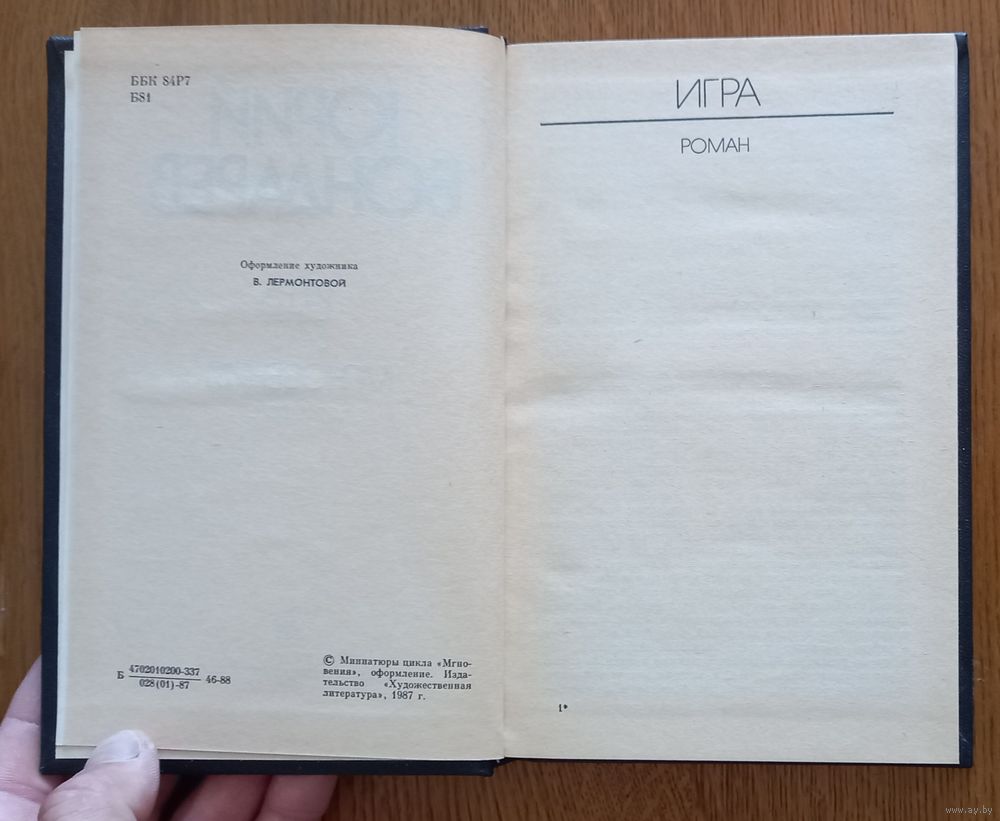 ББК 84Р7
Б81
Оформление художника
В. ЛЕРМОНТОВОЙ
Б 4702010200-337
028(01)-87 46-88
© Миниатюры цикла «Мгно-
вения», оформление. Изда-
тельство «Художественная
литература», 1987 г.
ИГРА
РОМАН
1*
www.ay.by